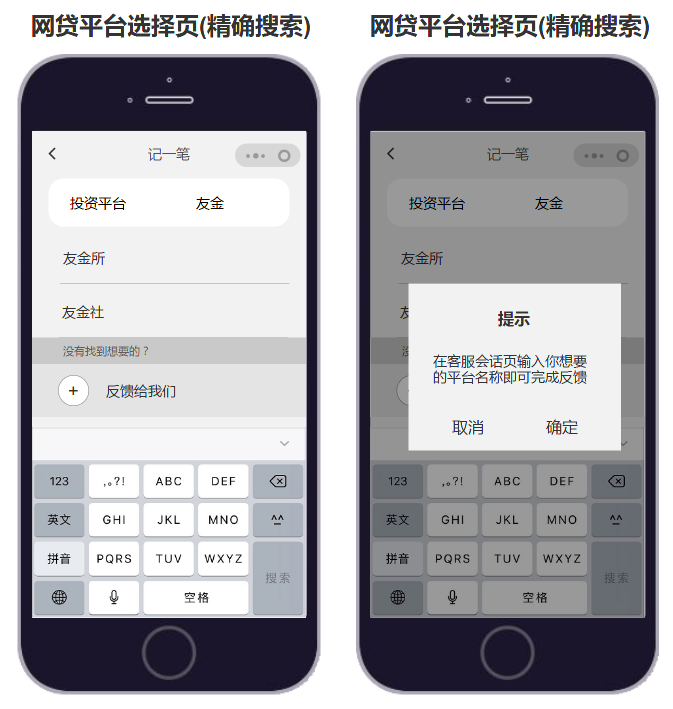 网贷平台选择页(精确搜索)
记一笔
投资平台 友金
友金所
友金社
没有找到想要的？
+ 反馈给我们
123 ,。?! ABC DEF
英文 GHI JKL MNO ^^
拼音 PQRS TUV WXYZ
搜索
空格
网贷平台选择页(精确搜索)
记一笔
投资平台 友金
友金所
提示
在客服会话页输入你想要
的平台名称即可完成反馈
取消 确定
123 ,。?! ABC DEF
英文 GHI JKL MNO ^^
拼音 PQRS TUV WXYZ
搜索
空格